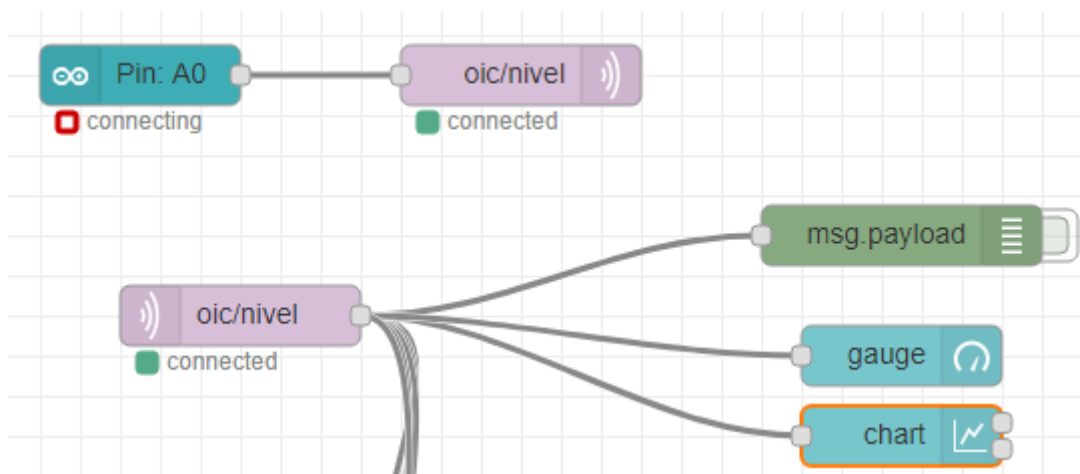 Pin: A0
oic/nivel
connecting
connected
msg.payload
oic/nivel
connected
gauge
chart